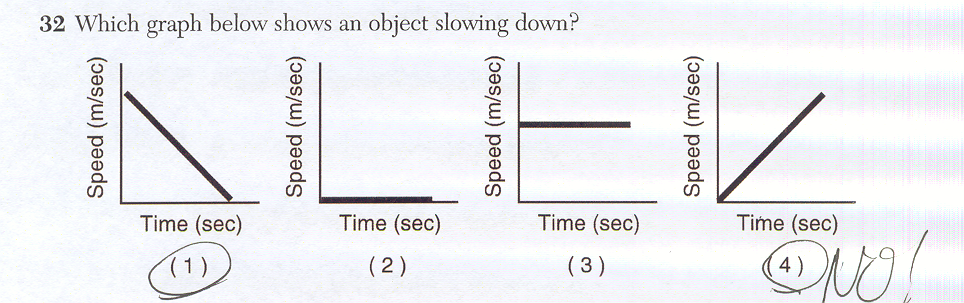 32 Which graph below shows an object slowing down?
Speed (m/sec) Speed (m/sec) Speed (m/sec) Speed (m/sec)
Time (sec) Time (sec) Time (sec) Time (sec)
(1) (2) (3) (4) NO!